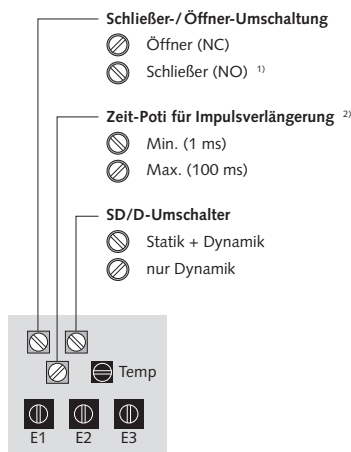 Schließer-/Öffner-Umschaltung
Öffner (NC)
Schließer (NO) 1)
Zeit-Poti für Impulsverlängerung 2)
Min. (1 ms)
Max. (100 ms)
SD/D-Umschalter
Statik + Dynamik
nur Dynamik
Temp
E1 E2 E3